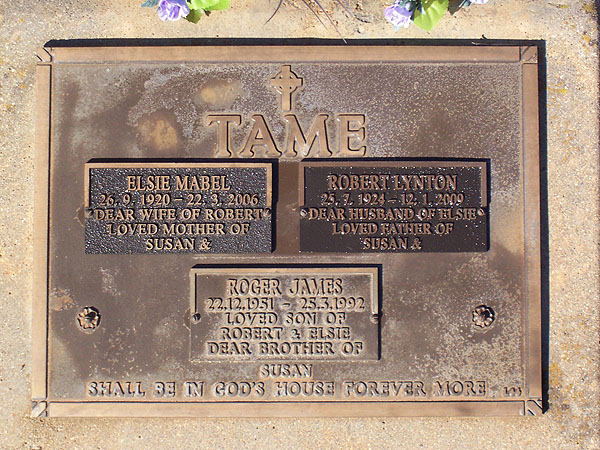 TAME
ELSIE MABEL
26. 9. 1920 – 22. 3. 2006
DEAR WIFE OF ROBERT
LOVED MOTHER OF
SUSAN &
ROBERT LYNTON
25. 7. 1924 – 12. 1. 2009
DEAR HUSBAND OF ELSIE
LOVED FATHER OF
SUSAN &
ROGER JAMES
22.12.1951 – 25.3.1992
LOVED SON OF
ROBERT & ELSIE
DEAR BROTHER OF
SUSAN
SHALL BE IN GOD'S HOUSE FOREVER MORE